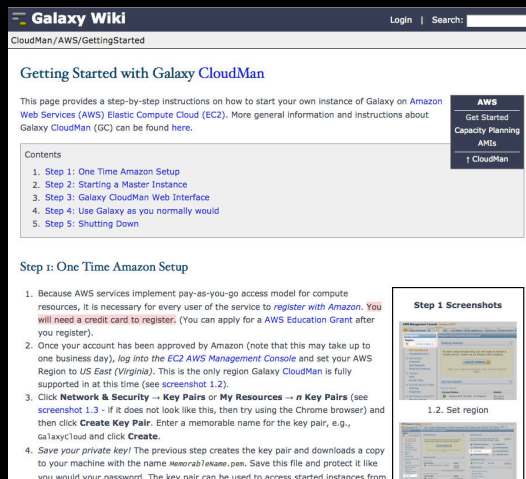 Galaxy Wiki
Login | Search:
CloudMan/AWS/GettingStarted
Getting Started with Galaxy CloudMan
This page provides a step-by-step instructions on how to start your own instance of Galaxy on Amazon
Web Services (AWS) Elastic Compute Cloud (EC2). More general information and instructions about
Galaxy CloudMan (GC) can be found here.
AWS
Get Started
Capacity Planning
AMIs
↑ CloudMan
Contents
1. Step 1: One Time Amazon Setup
2. Step 2: Starting a Master Instance
3. Step 3: Galaxy CloudMan Web Interface
4. Step 4: Use Galaxy as you normally would
5. Step 5: Shutting Down
Step 1: One Time Amazon Setup
1. Because AWS services implement pay-as-you-go access model for compute
resources, it is necessary for every user of the service to register with Amazon. You
will need a credit card to register. (You can apply for a AWS Education Grant after
you register).
2. Once your account has been approved by Amazon (note that this may take up to
one business day), log into the EC2 AWS Management Console and set your AWS
Region to US East (Virginia). This is the only region Galaxy CloudMan is fully
supported in at this time (see screenshot 1.2).
3. Click Network & Security → Key Pairs or My Resources → n Key Pairs (see
screenshot 1.3 - if it does not look like this, then try using the Chrome browser) and
then click Create Key Pair. Enter a memorable name for the key pair, e.g.,
GalaxyCloud and click Create.
4. Save your private key! The previous step creates the key pair and downloads a copy
to your machine with the name MemorableName.pem. Save this file and protect it like
you would your password. The key pair can be used to access started instances from
Step 1 Screenshots
1.2. Set region